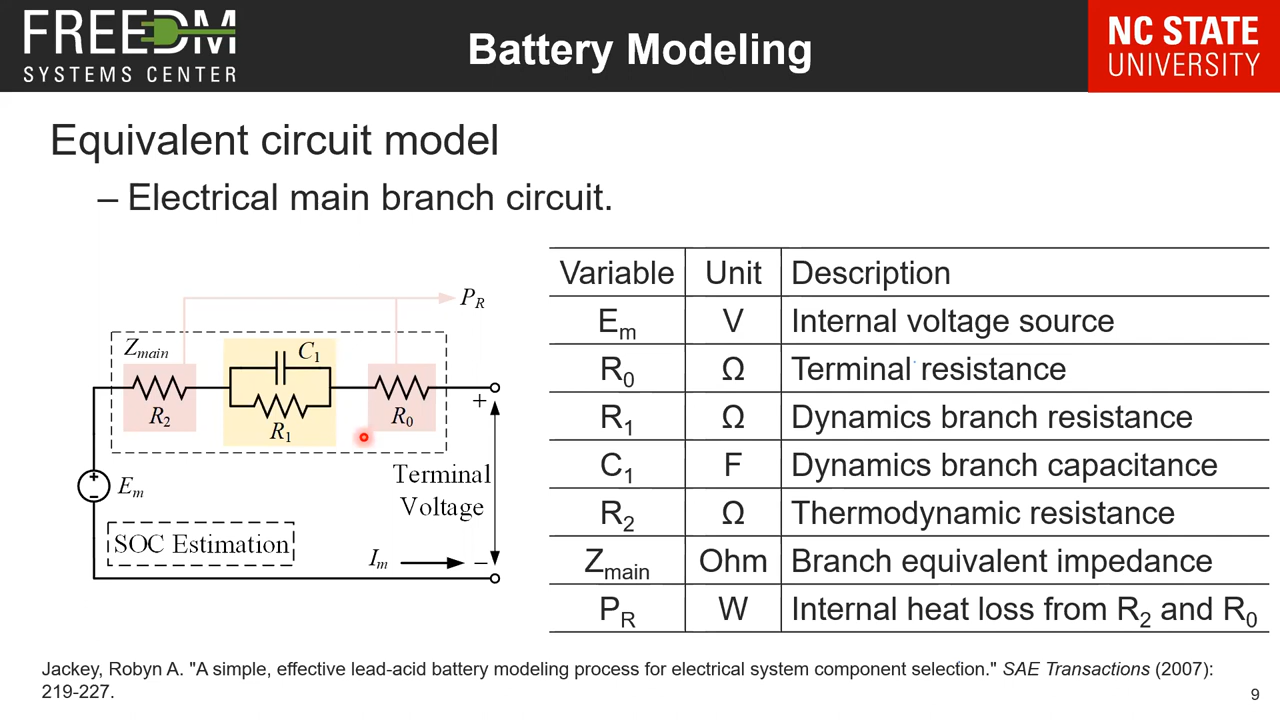 FREEDM
SYSTEMS CENTER
Battery Modeling
NC STATE
UNIVERSITY
Equivalent circuit model
– Electrical main branch circuit.
P_R
Z_main
C_1
R_2
R_1
R_0
+
Terminal
Voltage
+
−
E_m
SOC Estimation
I_m
−
Variable Unit Description
E_m V Internal voltage source
R_0 Ω Terminal resistance
R_1 Ω Dynamics branch resistance
C_1 F Dynamics branch capacitance
R_2 Ω Thermodynamic resistance
Z_main Ohm Branch equivalent impedance
P_R W Internal heat loss from R_2 and R_0
Jackey, Robyn A. "A simple, effective lead-acid battery modeling process for electrical system component selection." SAE Transactions (2007):
219-227.
9